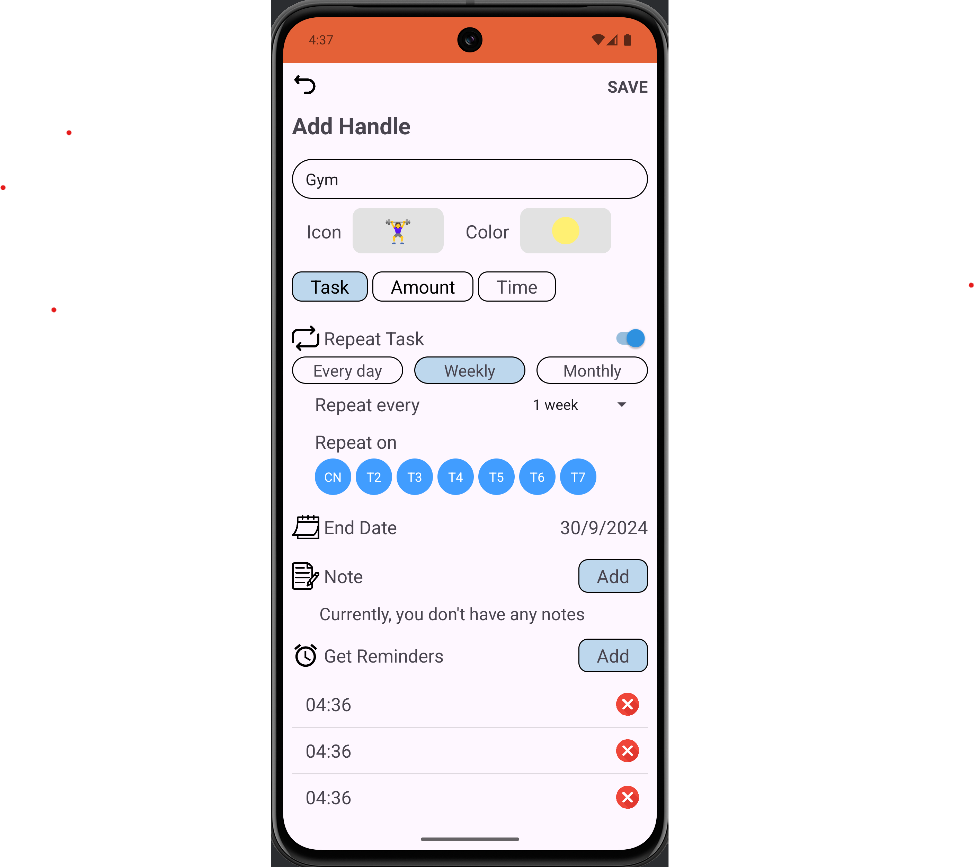 4:37
SAVE
Add Handle
Gym
Icon Color
Task Amount Time
Repeat Task
Every day Weekly Monthly
Repeat every 1 week
Repeat on
CN T2 T3 T4 T5 T6 T7
End Date 30/9/2024
Note Add
Currently, you don't have any notes
Get Reminders Add
04:36
04:36
04:36